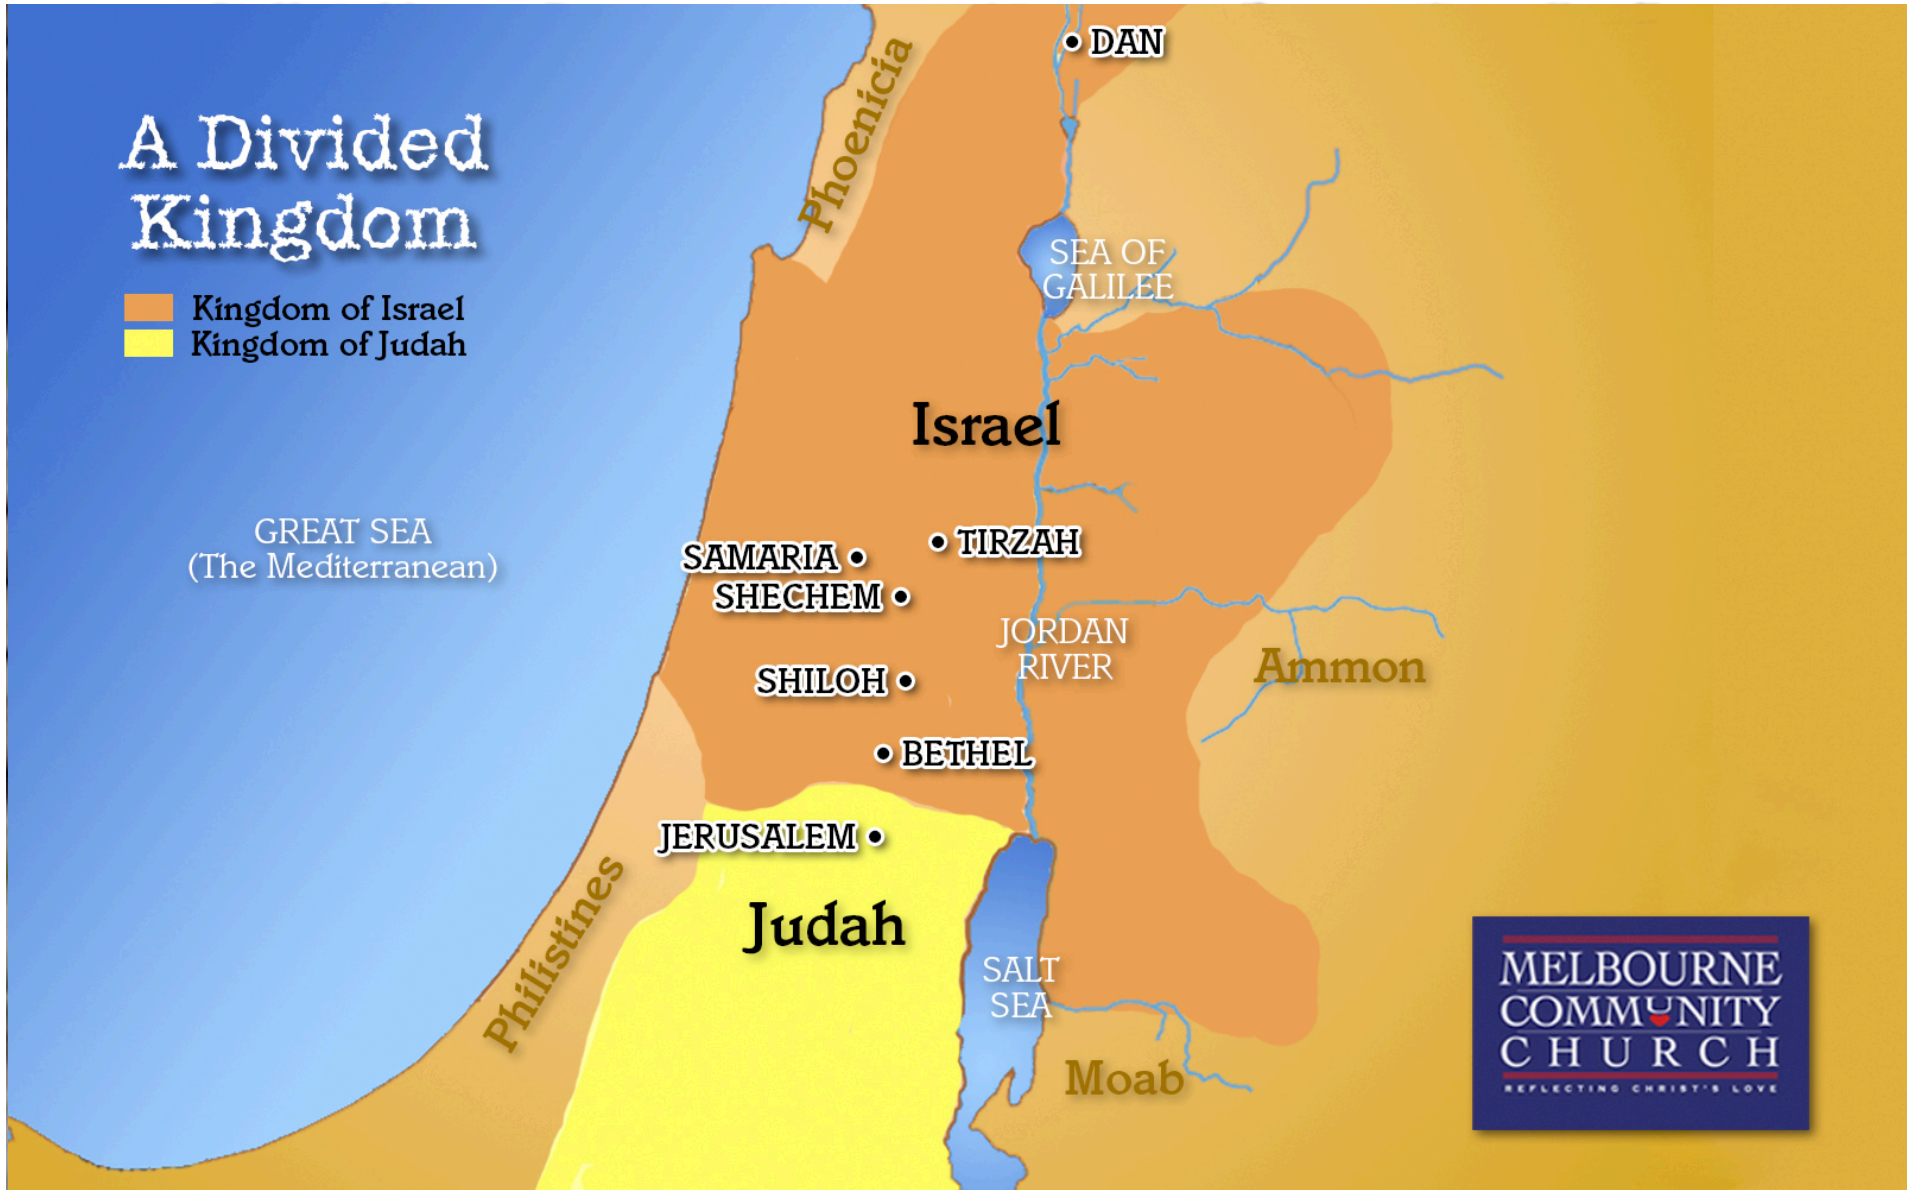 A Divided
Kingdom
Kingdom of Israel
Kingdom of Judah
GREAT SEA
(The Mediterranean)
Phoenicia
DAN
SEA OF
GALILEE
Israel
SAMARIA
TIRZAH
SHECHEM
JORDAN
RIVER
SHILOH
Ammon
BETHEL
JERUSALEM
Judah
Philistines
SALT
SEA
Moab
MELBOURNE
COMMUNITY
CHURCH
REFLECTING CHRIST'S LOVE